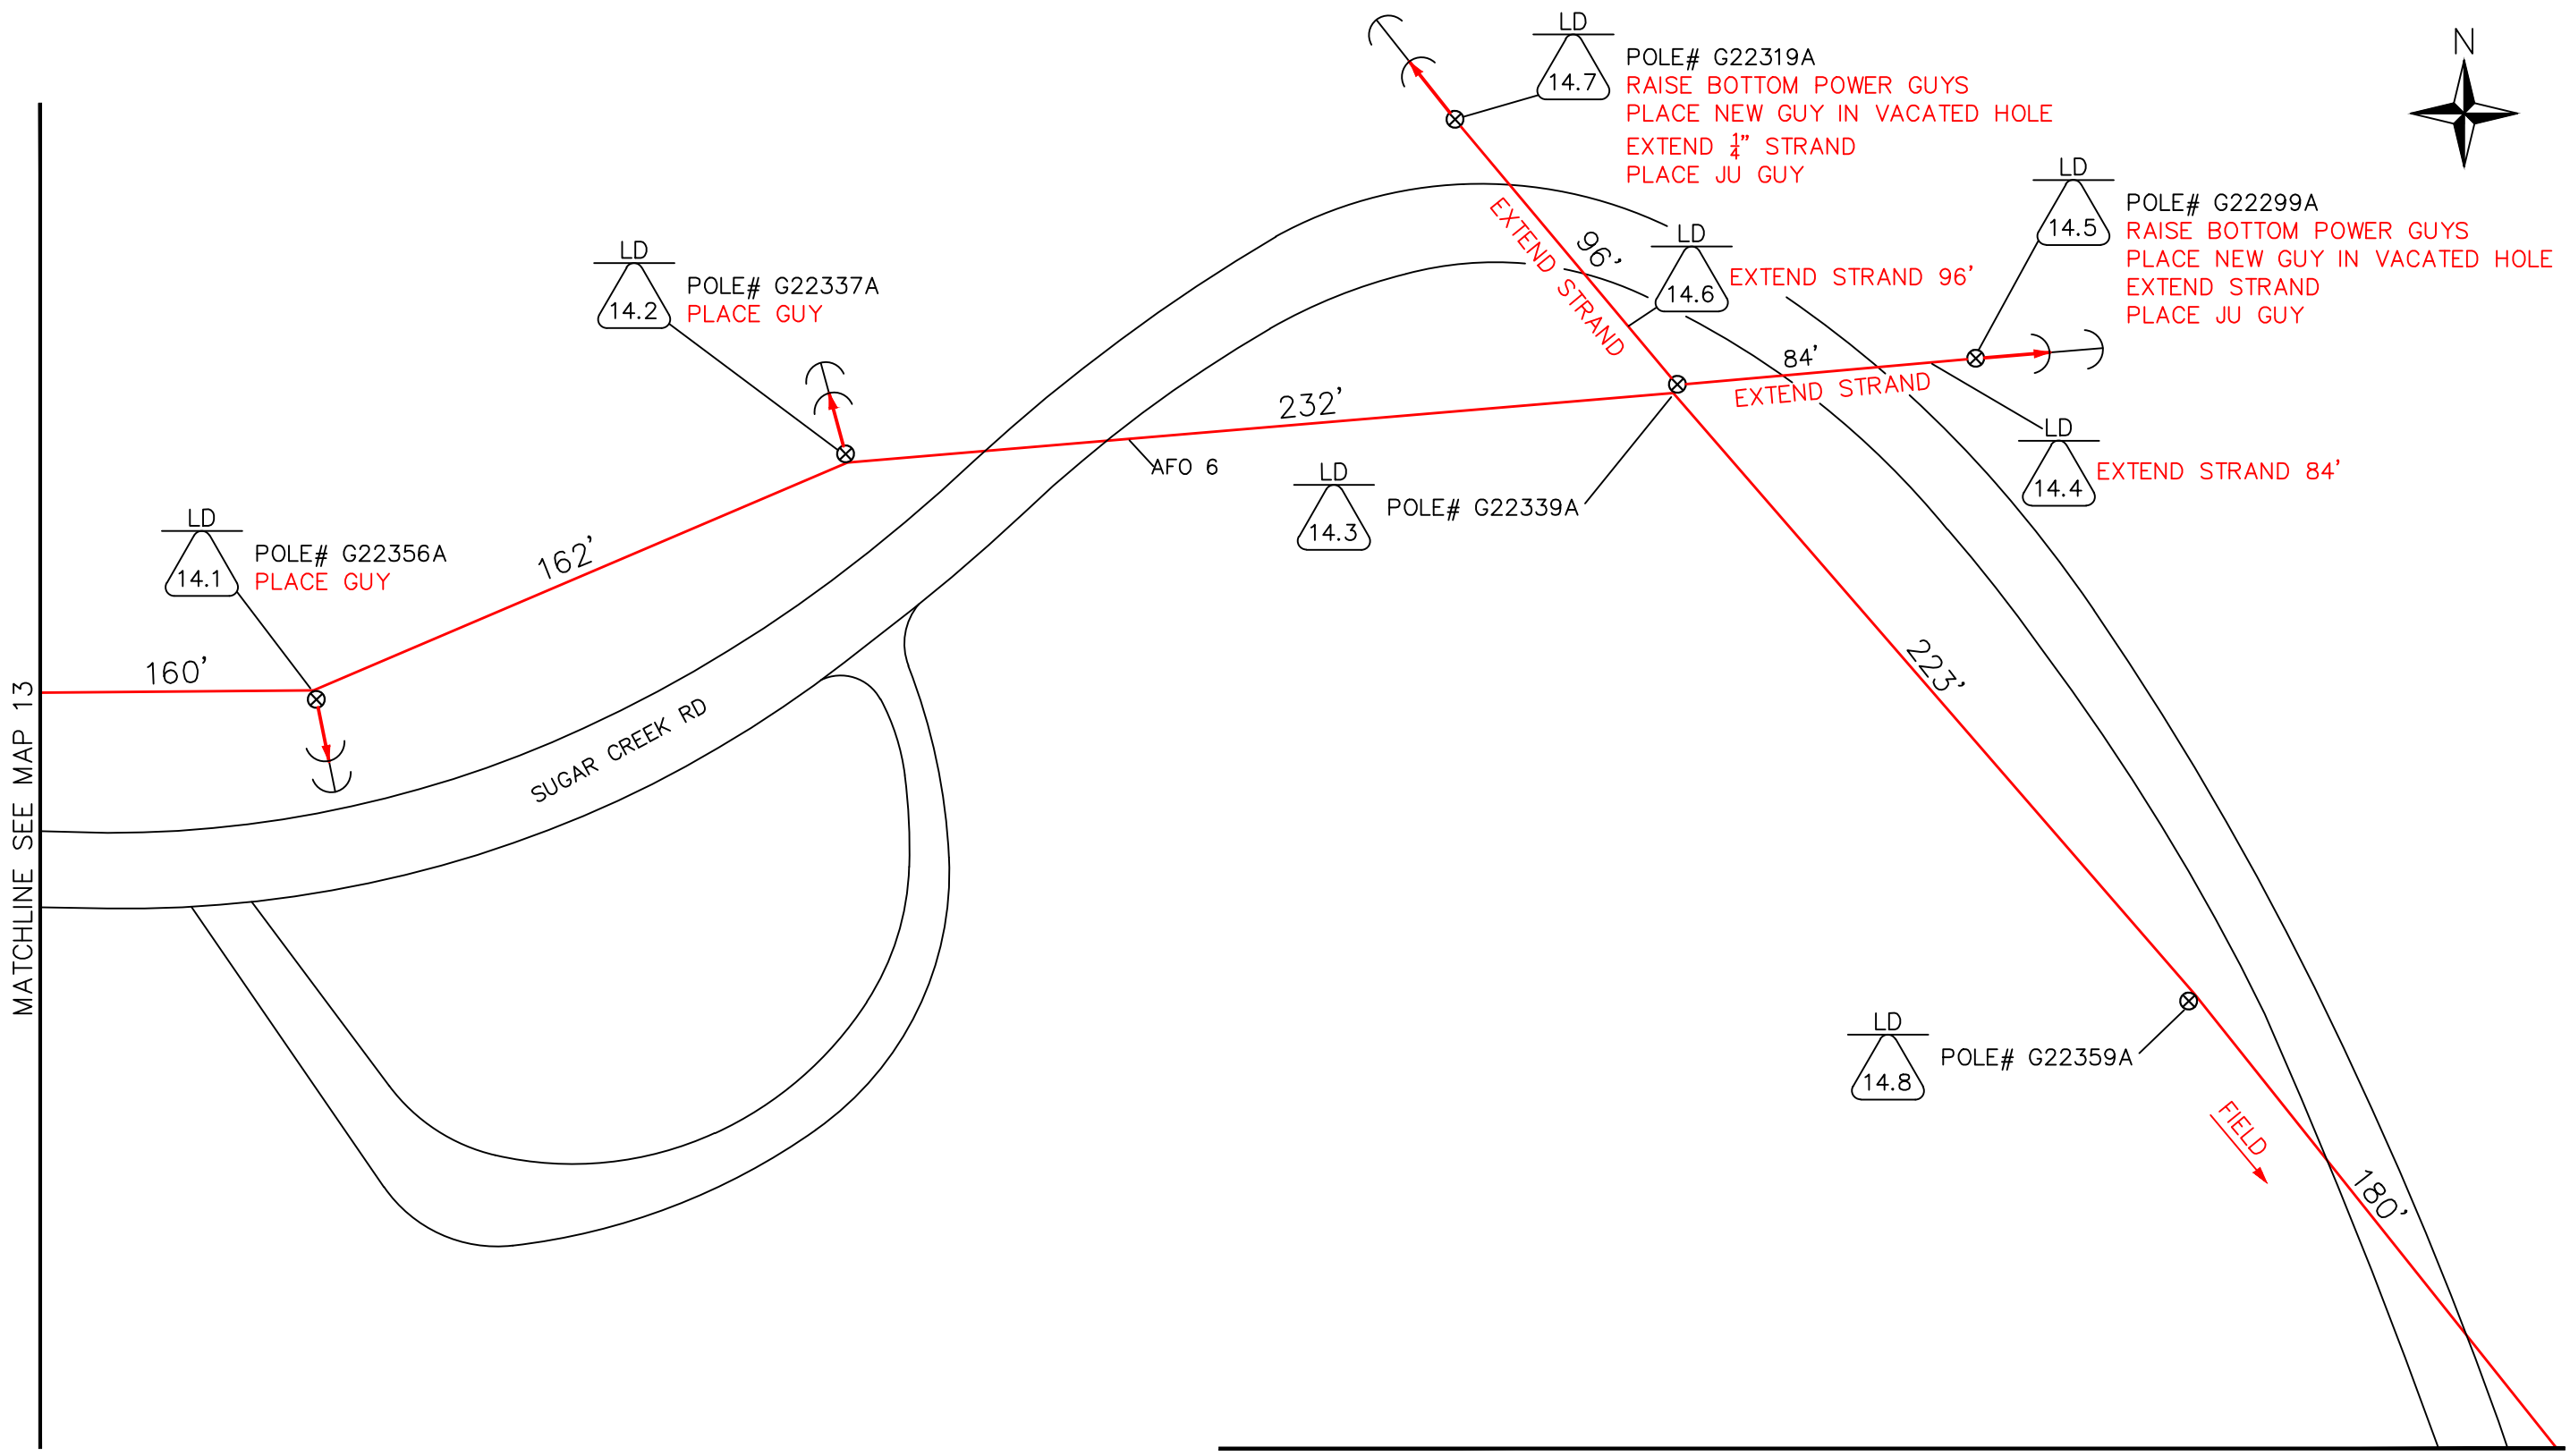 LD
14.7
POLE# G22319A
RAISE BOTTOM POWER GUYS
PLACE NEW GUY IN VACATED HOLE
EXTEND 1/4" STRAND
PLACE JU GUY
N
LD
14.5
POLE# G22299A
RAISE BOTTOM POWER GUYS
PLACE NEW GUY IN VACATED HOLE
EXTEND STRAND
PLACE JU GUY
LD
14.2
POLE# G22337A
PLACE GUY
EXTEND STRAND
96'
LD
14.6
EXTEND STRAND 96'
84'
EXTEND STRAND
232'
AFO 6
LD
14.3
POLE# G22339A
LD
14.4
EXTEND STRAND 84'
LD
14.1
POLE# G22356A
PLACE GUY
162'
160'
MATCHLINE SEE MAP 13
SUGAR CREEK RD
223'
LD
14.8
POLE# G22359A
FIELD
180'